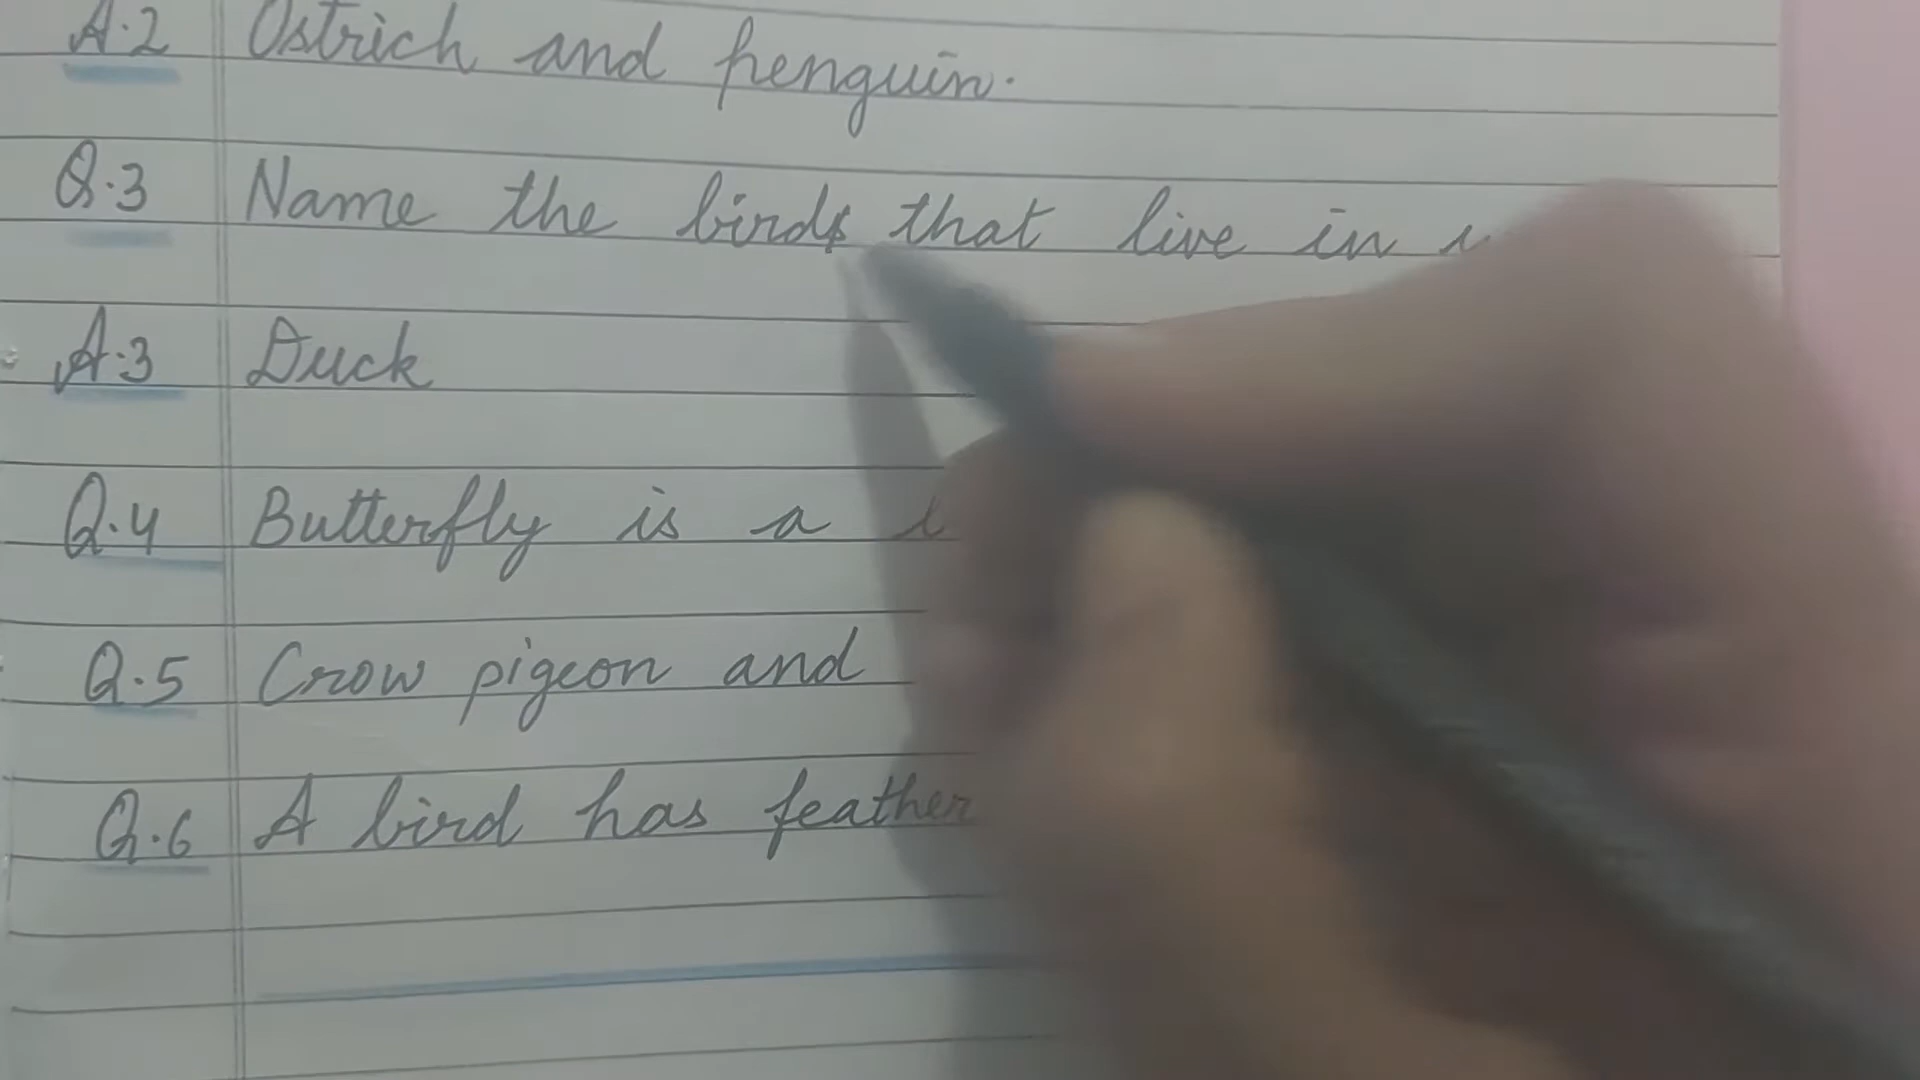 A.2 Ostrich and penguin.
Q.3 Name the birds that live in
A.3 Duck
Q.4 Butterfly is a
Q.5 Crow pigeon and
Q.6 A bird has feather